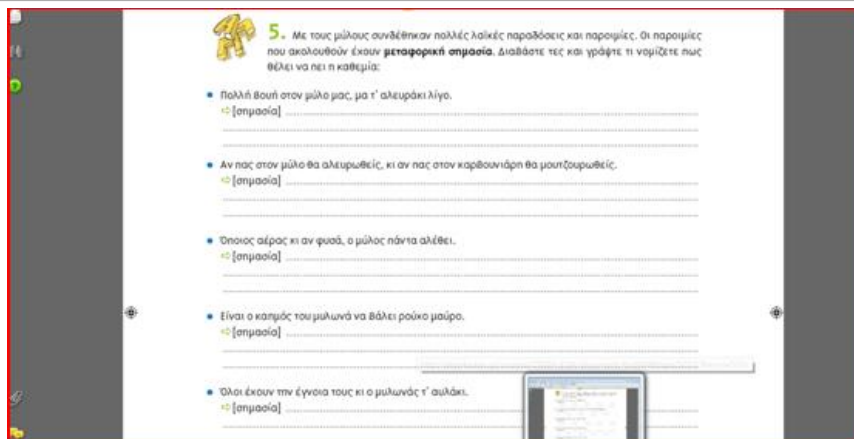 5. Με τους μύλους συνδέθηκαν πολλές λαϊκές παραδόσεις και παροιμίες. Οι παροιμίες
που ακολουθούν έχουν μεταφορική σημασία. Διαβάστε τες και γράψτε τι νομίζετε πως
θέλει να πει η καθεμία:
• Πολλή βουή στον μύλο μας, μα τ' αλευράκι λίγο.
⇨ [σημασία]
• Αν πας στον μύλο θα αλευρωθείς, κι αν πας στον καρβουνιάρη θα μουτζουρωθείς.
⇨ [σημασία]
• Όποιος αέρας κι αν φυσά, ο μύλος πάντα αλέθει.
⇨ [σημασία]
• Είναι ο καημός του μυλωνά να βάλει ρούκο μαύρο.
⇨ [σημασία]
• Όλοι έχουν την έγνοια τους κι ο μυλωνάς τ' αυλάκι.
⇨ [σημασία]